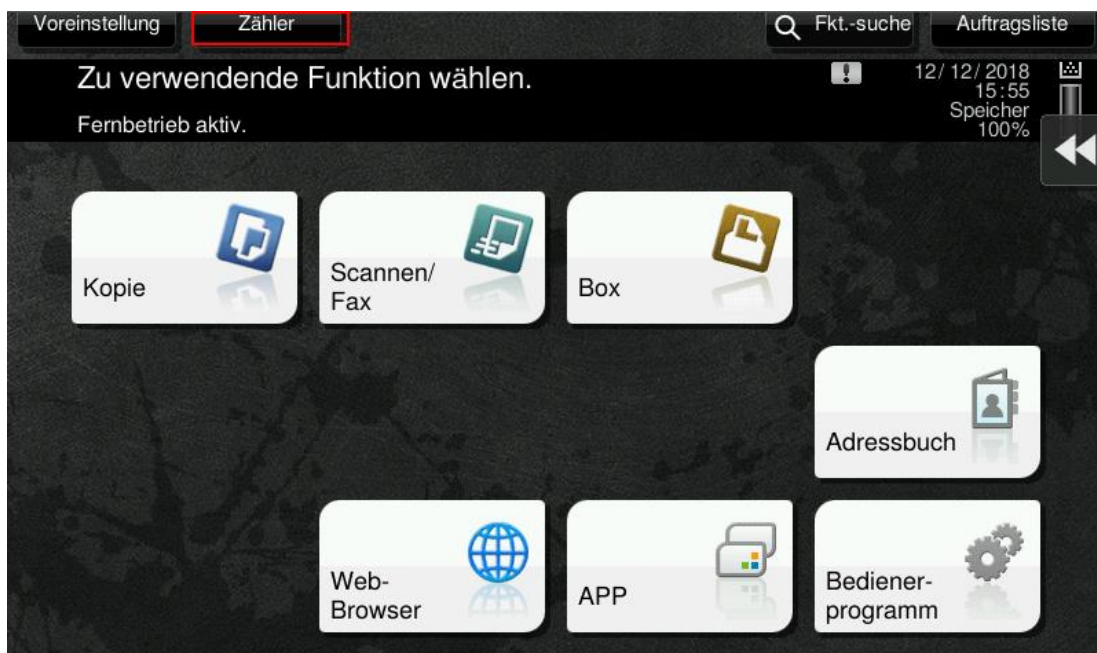 Voreinstellung
Zähler
Fkt.-suche
Auftragsliste
Zu verwendende Funktion wählen.
12/12/2018
15:55
Speicher
100%
Fernbetrieb aktiv.
Kopie
Scannen/
Fax
Box
Adressbuch
Web-
Browser
APP
Bediener-
programm